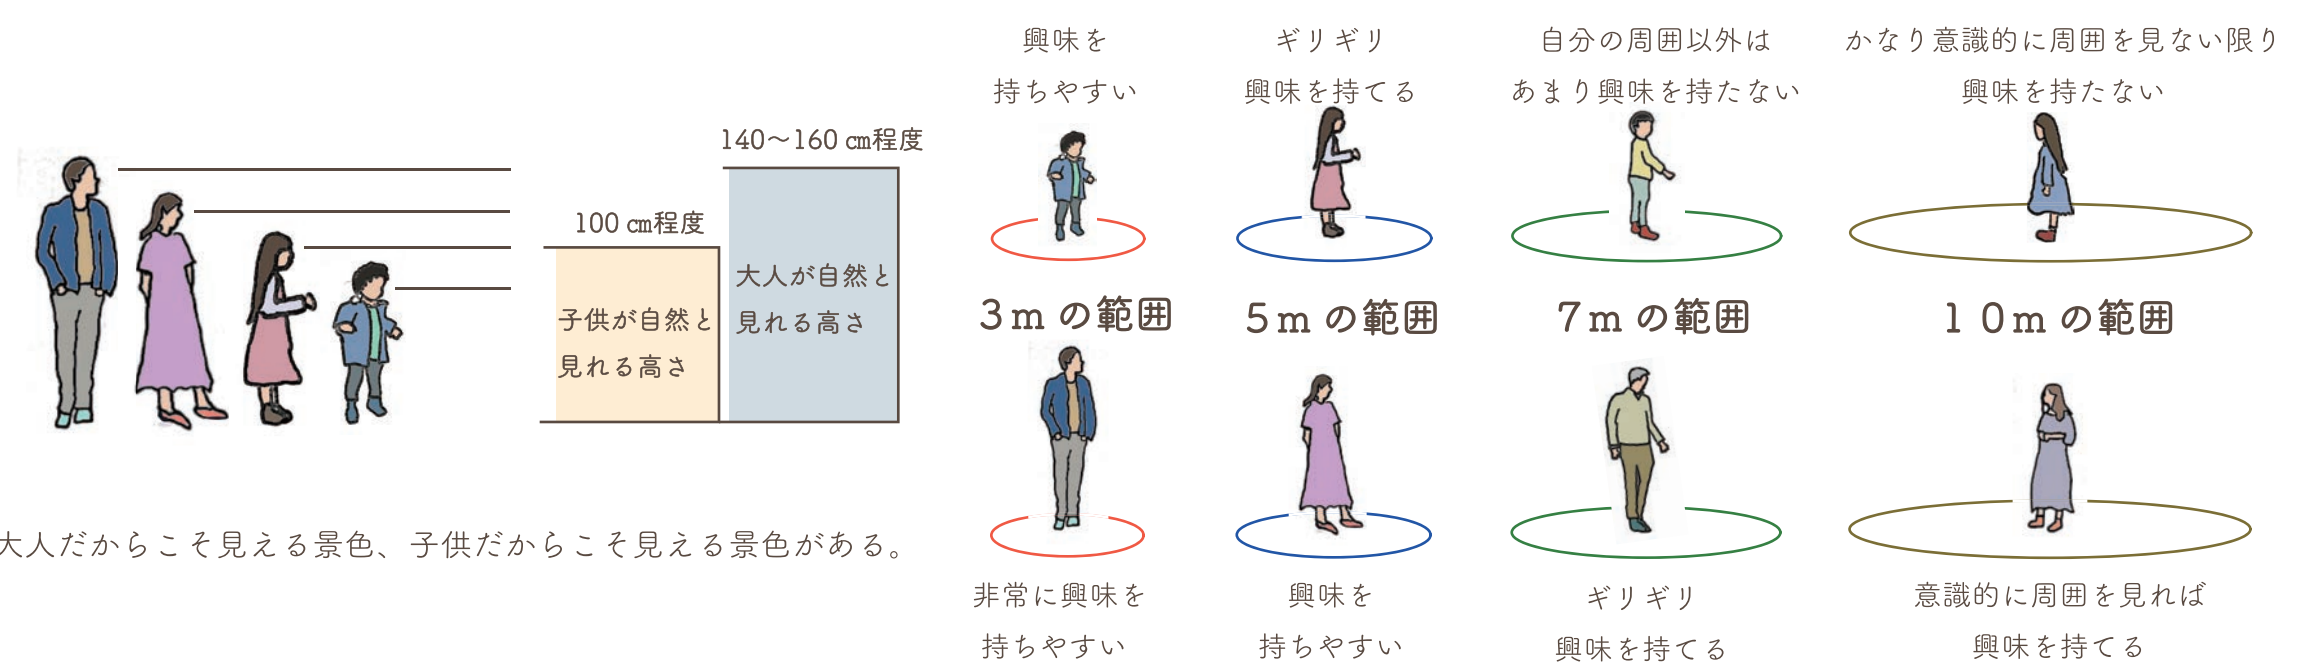 140～160 ㎝程度
100 ㎝程度
大人が自然と
見れる高さ
子供が自然と
見れる高さ
大人だからこそ見える景色、子供だからこそ見える景色がある。
興味を
持ちやすい
ギリギリ
興味を持てる
自分の周囲以外は
あまり興味を持たない
かなり意識的に周囲を見ない限り
興味を持たない
３m の範囲
５m の範囲
７m の範囲
１０m の範囲
非常に興味を
持ちやすい
興味を
持ちやすい
ギリギリ
興味を持てる
意識的に周囲を見れば
興味を持てる